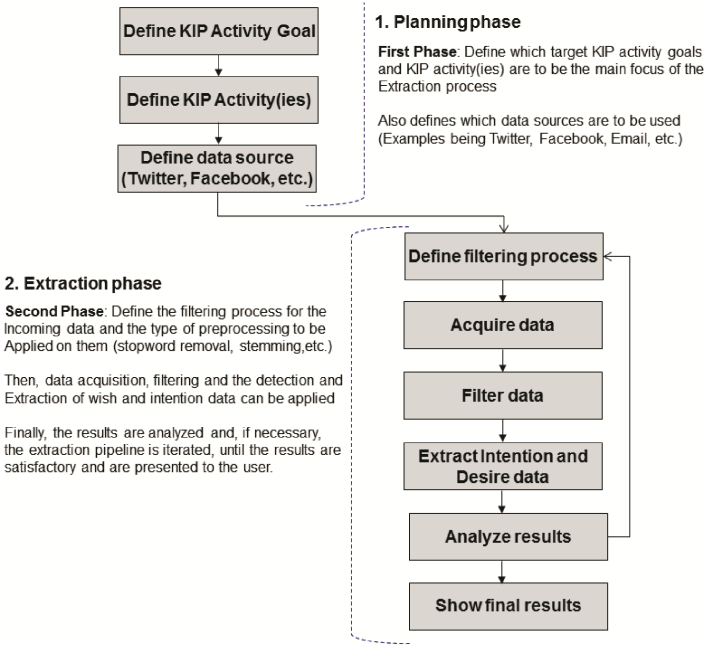 Define KIP Activity Goal
Define KIP Activity(ies)
Define data source
(Twitter, Facebook, etc.)
1. Planning phase
First Phase: Define which target KIP activity goals
and KIP activity(ies) are to be the main focus of the
Extraction process
Also defines which data sources are to be used
(Examples being Twitter, Facebook, Email, etc.)
2. Extraction phase
Second Phase: Define the filtering process for the
Incoming data and the type of preprocessing to be
Applied on them (stopword removal, stemming,etc.)
Then, data acquisition, filtering and the detection and
Extraction of wish and intention data can be applied
Finally, the results are analyzed and, if necessary,
the extraction pipeline is iterated, until the results are
satisfactory and are presented to the user.
Define filtering process
Acquire data
Filter data
Extract Intention and
Desire data
Analyze results
Show final results